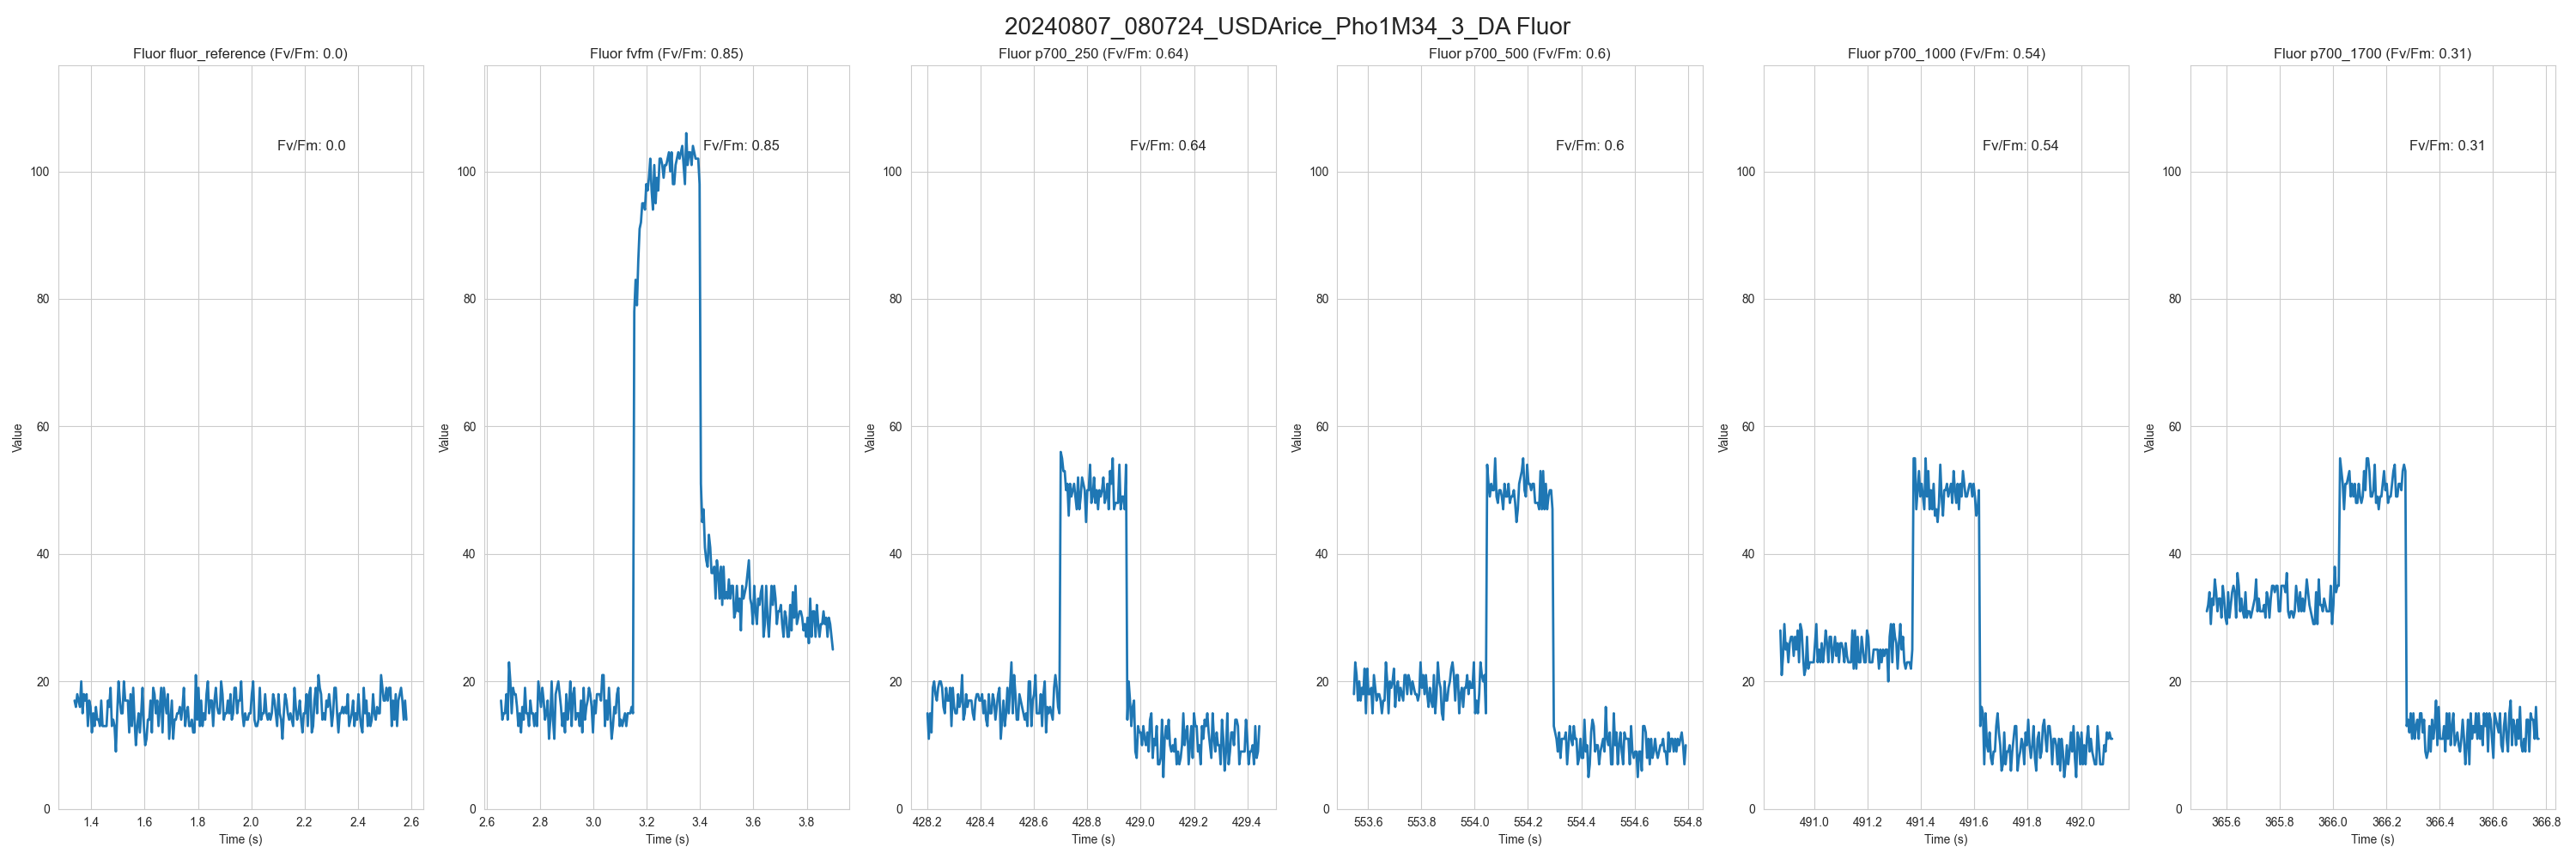 20240807_080724_USDArice_Pho1M34_3_DA Fluor
Fluor fluor_reference (Fv/Fm: 0.0)
Fv/Fm: 0.0
Value
100
80
60
40
20
0
1.4 1.6 1.8 2.0 2.2 2.4 2.6
Time (s)
Fluor fvfm (Fv/Fm: 0.85)
Fv/Fm: 0.85
Value
100
80
60
40
20
0
2.6 2.8 3.0 3.2 3.4 3.6 3.8
Time (s)
Fluor p700_250 (Fv/Fm: 0.64)
Fv/Fm: 0.64
Value
100
80
60
40
20
0
428.2 428.4 428.6 428.8 429.0 429.2 429.4
Time (s)
Fluor p700_500 (Fv/Fm: 0.6)
Fv/Fm: 0.6
Value
100
80
60
40
20
0
553.6 553.8 554.0 554.2 554.4 554.6 554.8
Time (s)
Fluor p700_1000 (Fv/Fm: 0.54)
Fv/Fm: 0.54
Value
100
80
60
40
20
0
491.0 491.2 491.4 491.6 491.8 492.0
Time (s)
Fluor p700_1700 (Fv/Fm: 0.31)
Fv/Fm: 0.31
Value
100
80
60
40
20
0
365.6 365.8 366.0 366.2 366.4 366.6 366.8
Time (s)